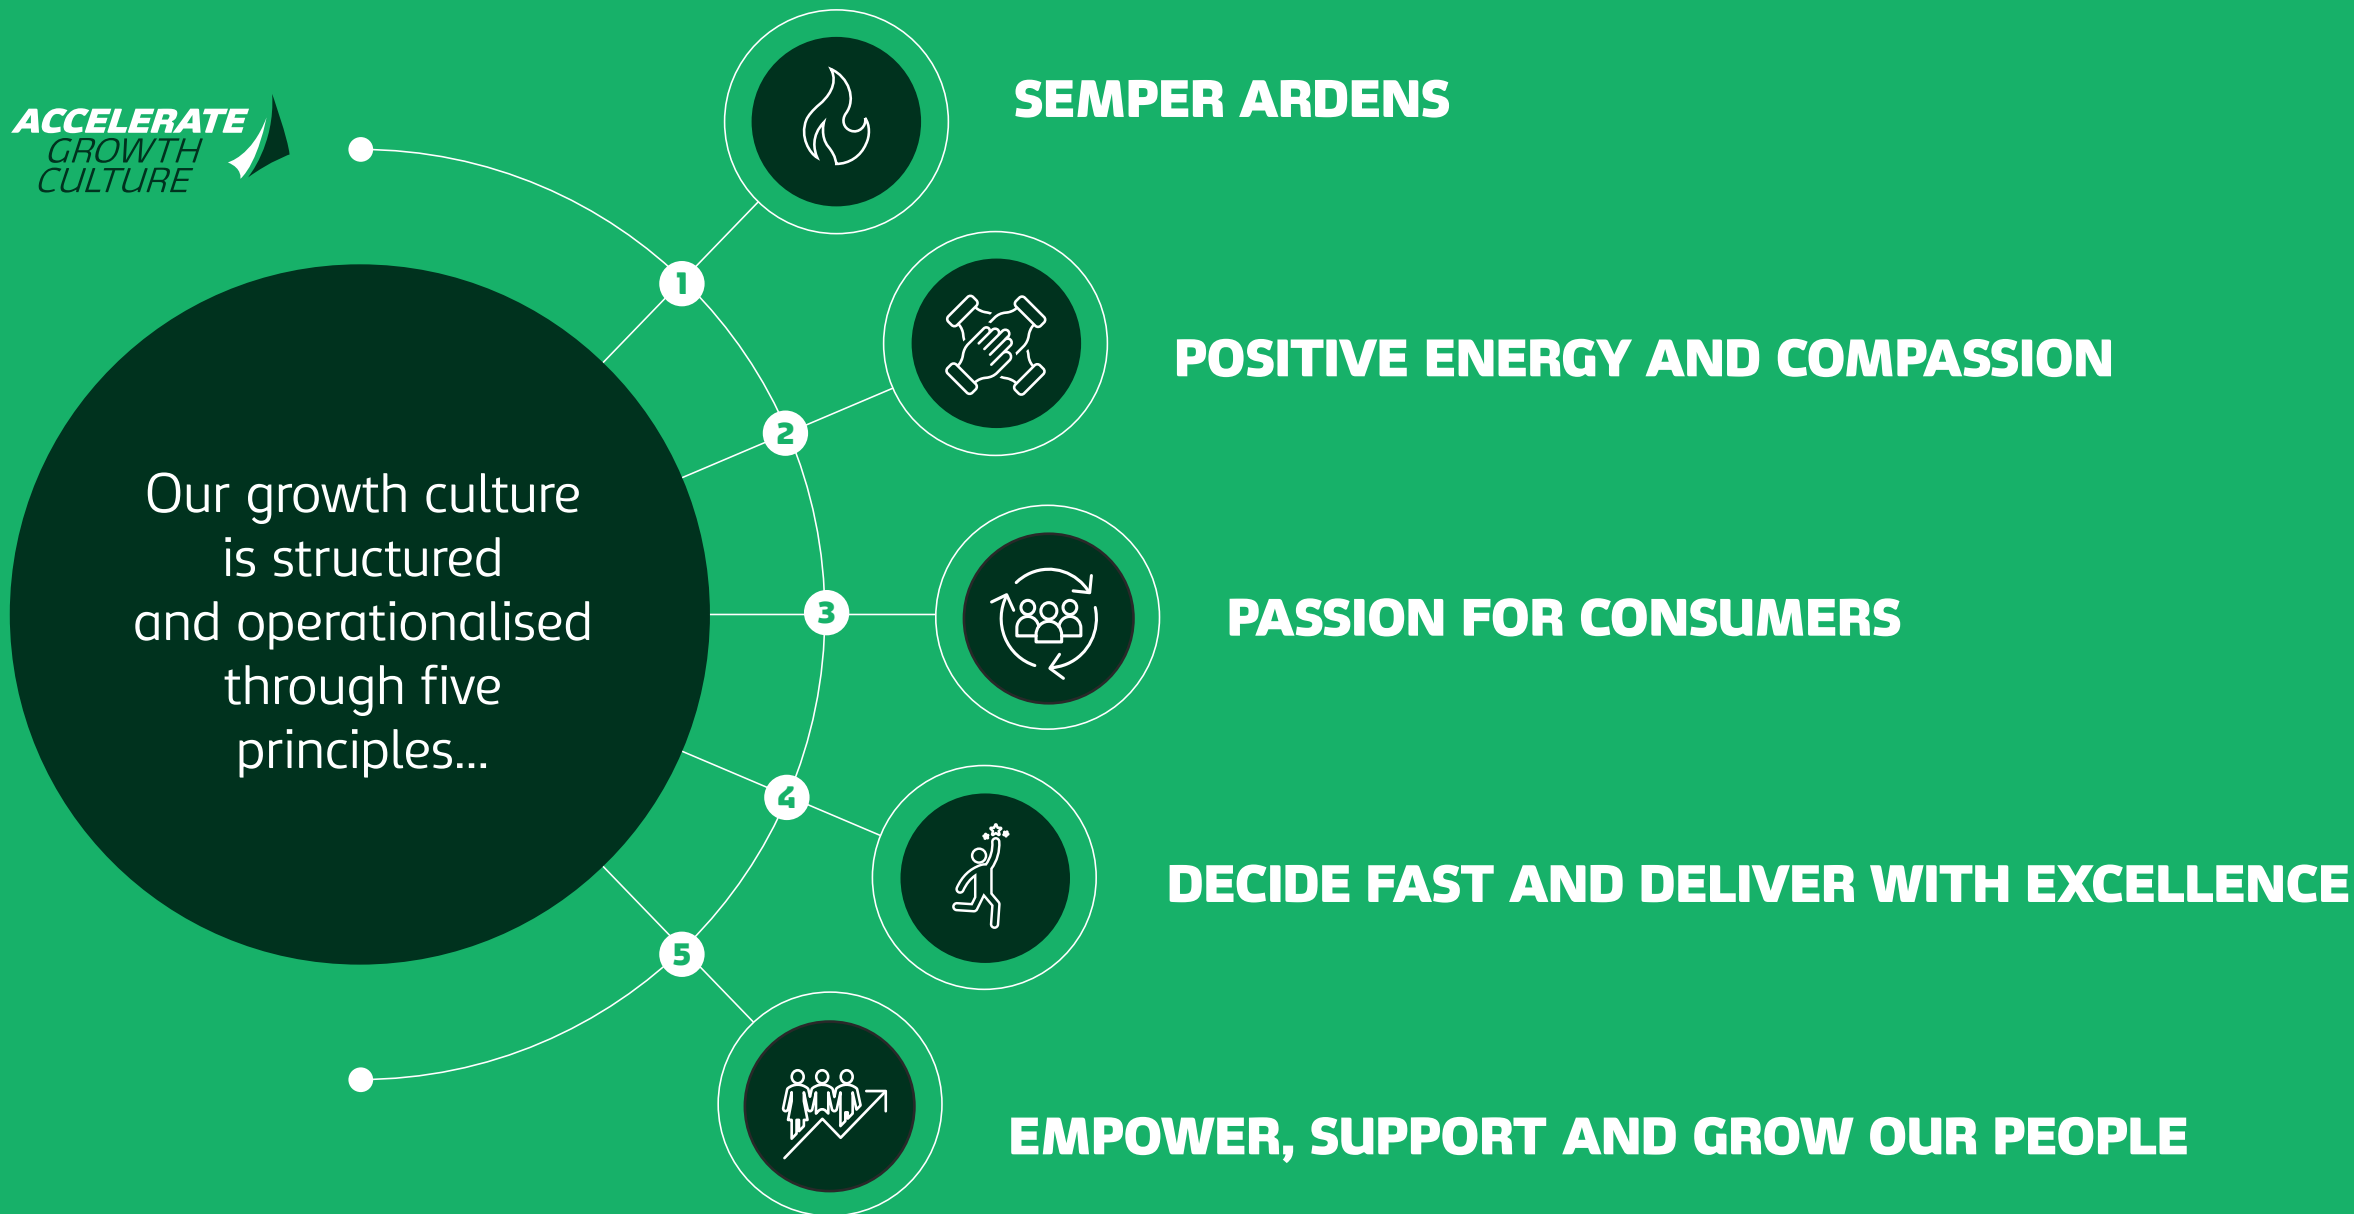 ACCELERATE
GROWTH
CULTURE
Our growth culture
is structured
and operationalised
through five
principles...
1
SEMPER ARDENS
2
POSITIVE ENERGY AND COMPASSION
3
PASSION FOR CONSUMERS
4
DECIDE FAST AND DELIVER WITH EXCELLENCE
5
EMPOWER, SUPPORT AND GROW OUR PEOPLE